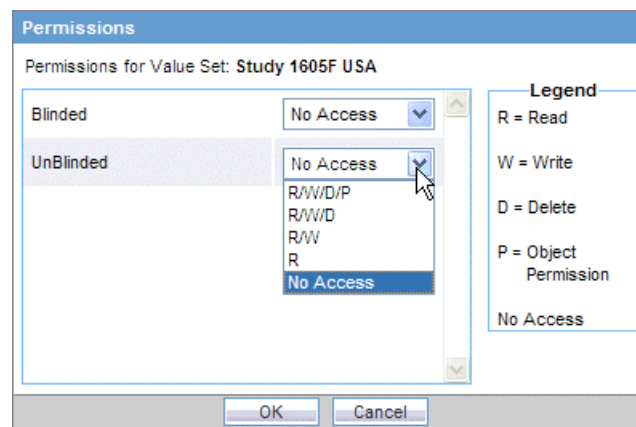 Permissions
Permissions for Value Set: Study 1605F USA
Blinded
No Access
UnBlinded
No Access
R/W/D/P
R/W/D
R/W
R
No Access
Legend
R = Read
W = Write
D = Delete
P = Object
Permission
No Access
OK
Cancel